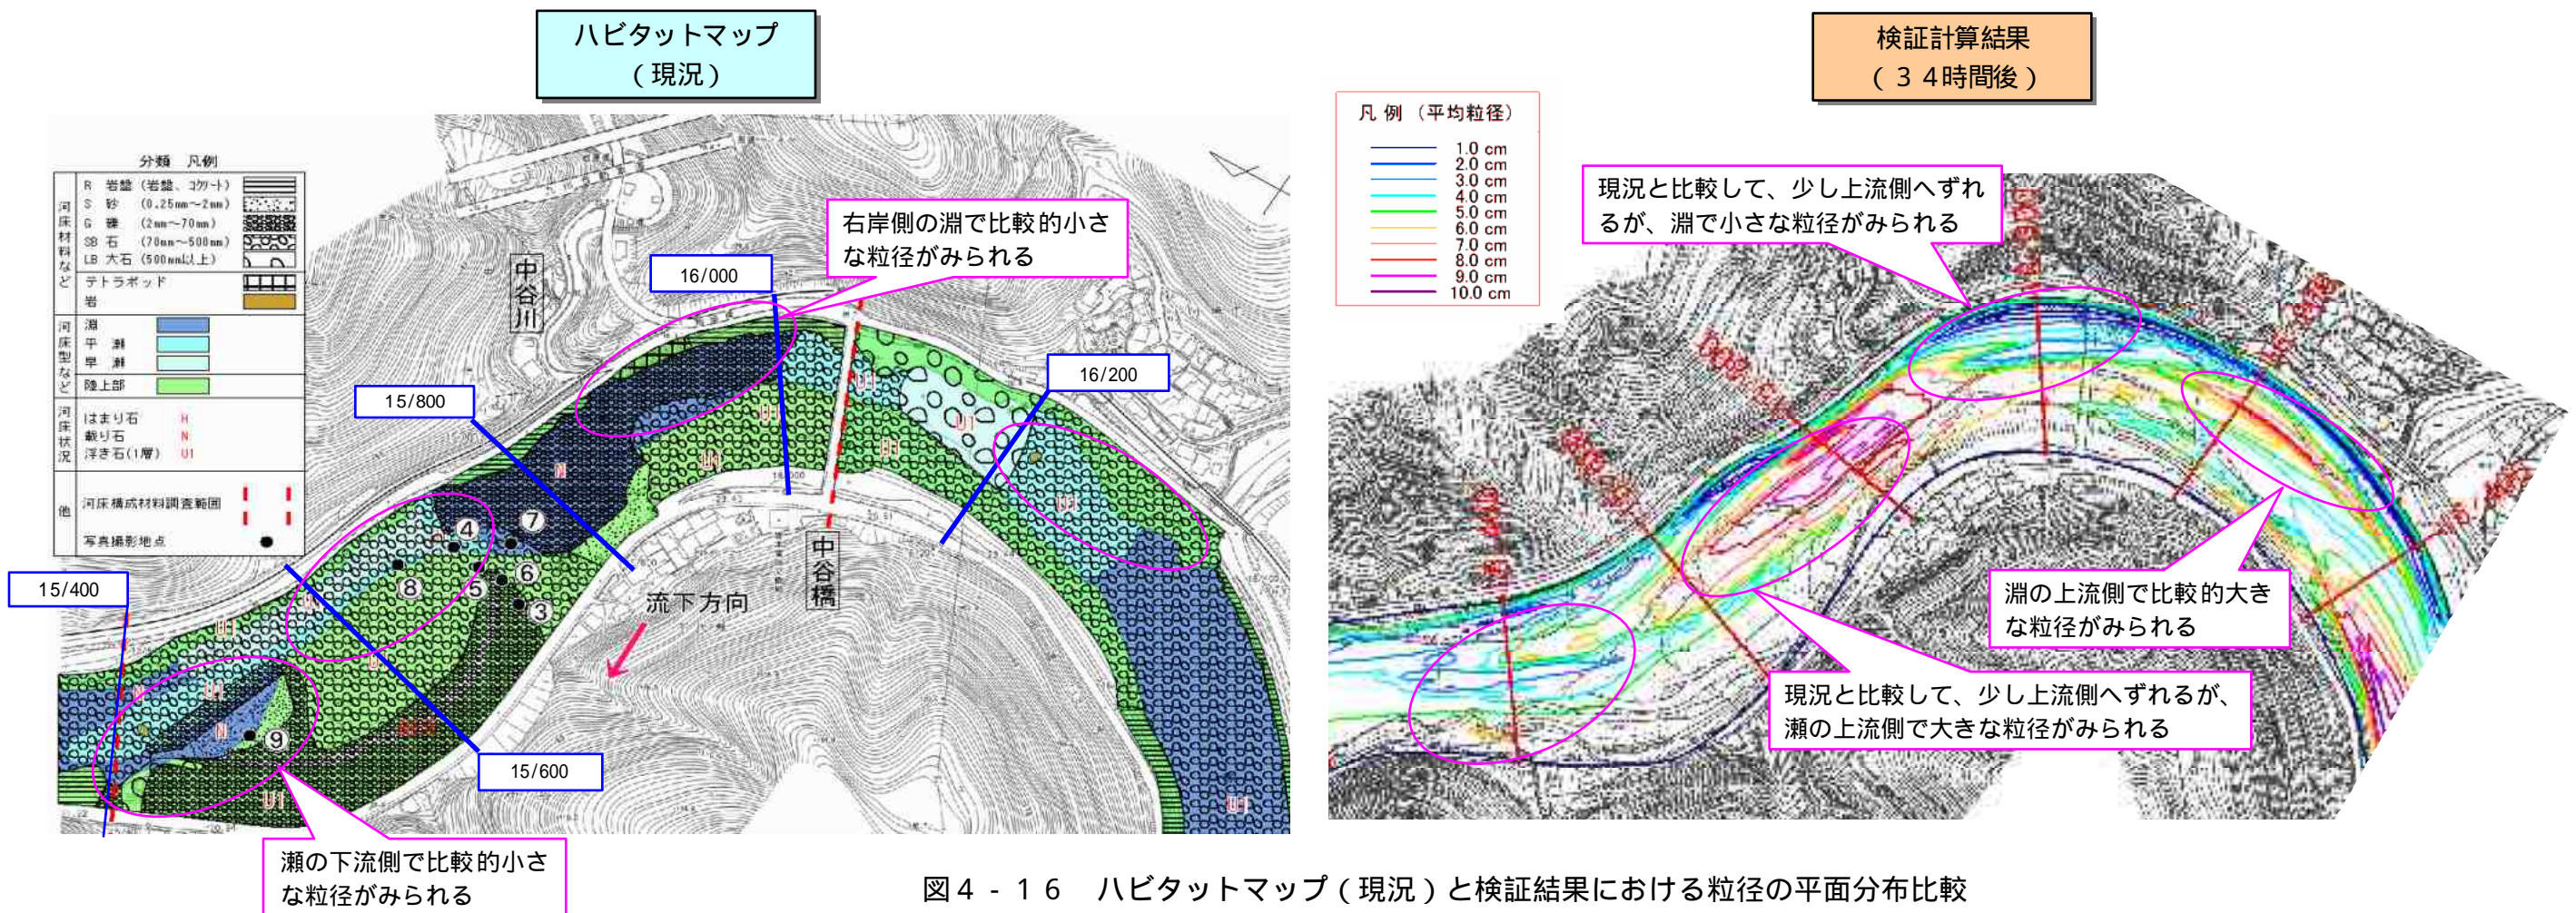 ハビタットマップ
（現況）
検証計算結果
（３４時間後）
分類 凡例
河床材料など
R 岩盤（岩盤、コンクリート）
S 砂 （0.25mm～2mm）
G 礫 （2mm～70mm）
SB 石 （70mm～500mm）
LB 大石（500mm以上）
テトラポッド
岩
河床型など
淵
平 瀬
早 瀬
陸上部
河床状況
はまり石 H
載り石 N
浮き石(1層) U1
他
河床構成材料調査範囲
写真撮影地点
中谷川
16/000
右岸側の淵で比較的小さ
な粒径がみられる
16/200
15/800
15/400
15/600
中谷橋
流下方向
④
⑦
⑧
⑤
⑥
③
⑨
N
U1
U1
U1
U1
U1
U1
N
U1
瀬の下流側で比較的小さ
な粒径がみられる
凡 例 （平均粒径）
1.0 cm
2.0 cm
3.0 cm
4.0 cm
5.0 cm
6.0 cm
7.0 cm
8.0 cm
9.0 cm
10.0 cm
現況と比較して、少し上流側へずれ
るが、淵で小さな粒径がみられる
淵の上流側で比較的大き
な粒径がみられる
現況と比較して、少し上流側へずれるが、
瀬の上流側で大きな粒径がみられる
図４－１６ ハビタットマップ（現況）と検証結果における粒径の平面分布比較